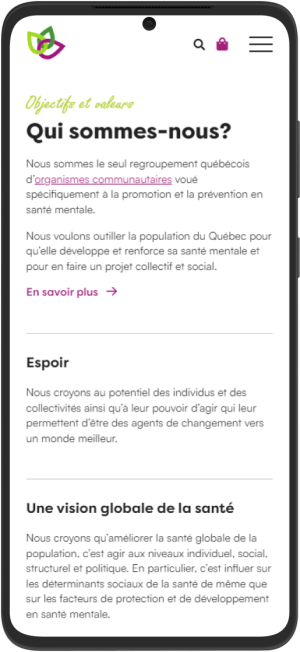 Objectifs et valeurs
Qui sommes-nous?
Nous sommes le seul regroupement québécois
d'organismes communautaires voué
spécifiquement à la promotion et la prévention en
santé mentale.
Nous voulons outiller la population du Québec pour
qu'elle développe et renforce sa santé mentale et
pour en faire un projet collectif et social.
En savoir plus →
Espoir
Nous croyons au potentiel des individus et des
collectivités ainsi qu'à leur pouvoir d'agir qui leur
permettent d'être des agents de changement vers
un monde meilleur.
Une vision globale de la santé
Nous croyons qu'améliorer la santé globale de la
population, c'est agir aux niveaux individuel, social,
structurel et politique. En particulier, c'est influer sur
les déterminants sociaux de la santé de même que
sur les facteurs de protection et de développement
en santé mentale.